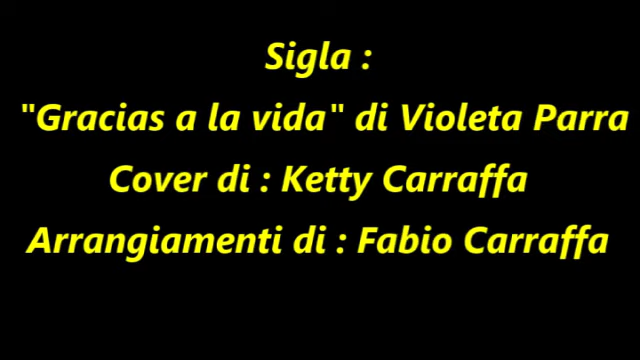 Sigla :
"Gracias a la vida" di Violeta Parra
Cover di : Ketty Carraffa
Arrangiamenti di : Fabio Carraffa